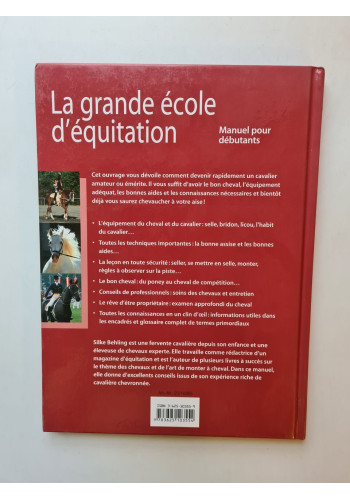 La grande école
d'équitation
Manuel pour
débutants
Cet ouvrage vous dévoile comment devenir rapidement un cavalier
amateur ou émérite. Il vous suffit d'avoir le bon cheval, l'équipement
adéquat, les bonnes aides et les connaissances nécessaires et bientôt
déjà vous saurez chevaucher à votre aise !
• L'équipement du cheval et du cavalier : selle, bridon, licou, l'habit
du cavalier...
• Toutes les techniques importantes : la bonne assise et les bonnes
aides...
• La leçon en toute sécurité : seller, se mettre en selle, monter,
règles à observer sur la piste...
• Le bon cheval : du poney au cheval de compétition...
• Conseils de professionnels : soins des chevaux et entretien
• Le rêve d'être propriétaire : examen approfondi du cheval
• Toutes les connaissances en un clin d'œil : informations utiles dans
les encadrés et glossaire complet de termes primordiaux
Silke Behling est une fervente cavalière depuis son enfance et une
éleveuse de chevaux experte. Elle travaille comme rédactrice d'un
magazine d'équitation et est l'auteur de plusieurs livres à succès sur
le thème des chevaux et de l'art de monter à cheval. Dans ce manuel,
elle donne d'excellents conseils issus de son expérience riche de
cavalière chevronnée.